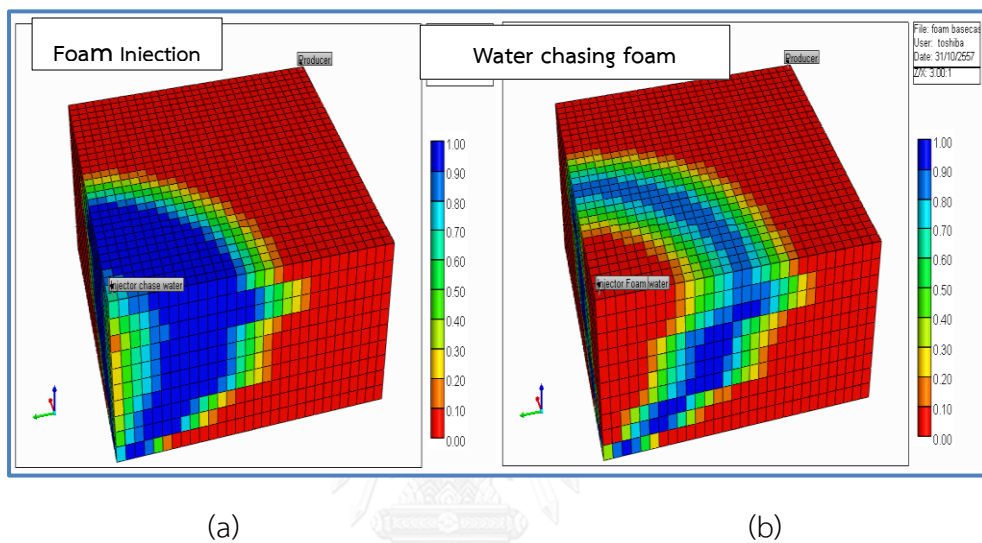 Foam Injection
Producer
Injector chase water
1.00
0.90
0.80
0.70
0.60
0.50
0.40
0.30
0.20
0.10
0.00
Water chasing foam
Producer
File: foam basecas
User: toshiba
Date: 31/10/2557
Z/X: 3.00:1
Injector Foam water
1.00
0.90
0.80
0.70
0.60
0.50
0.40
0.30
0.20
0.10
0.00
(a)
(b)